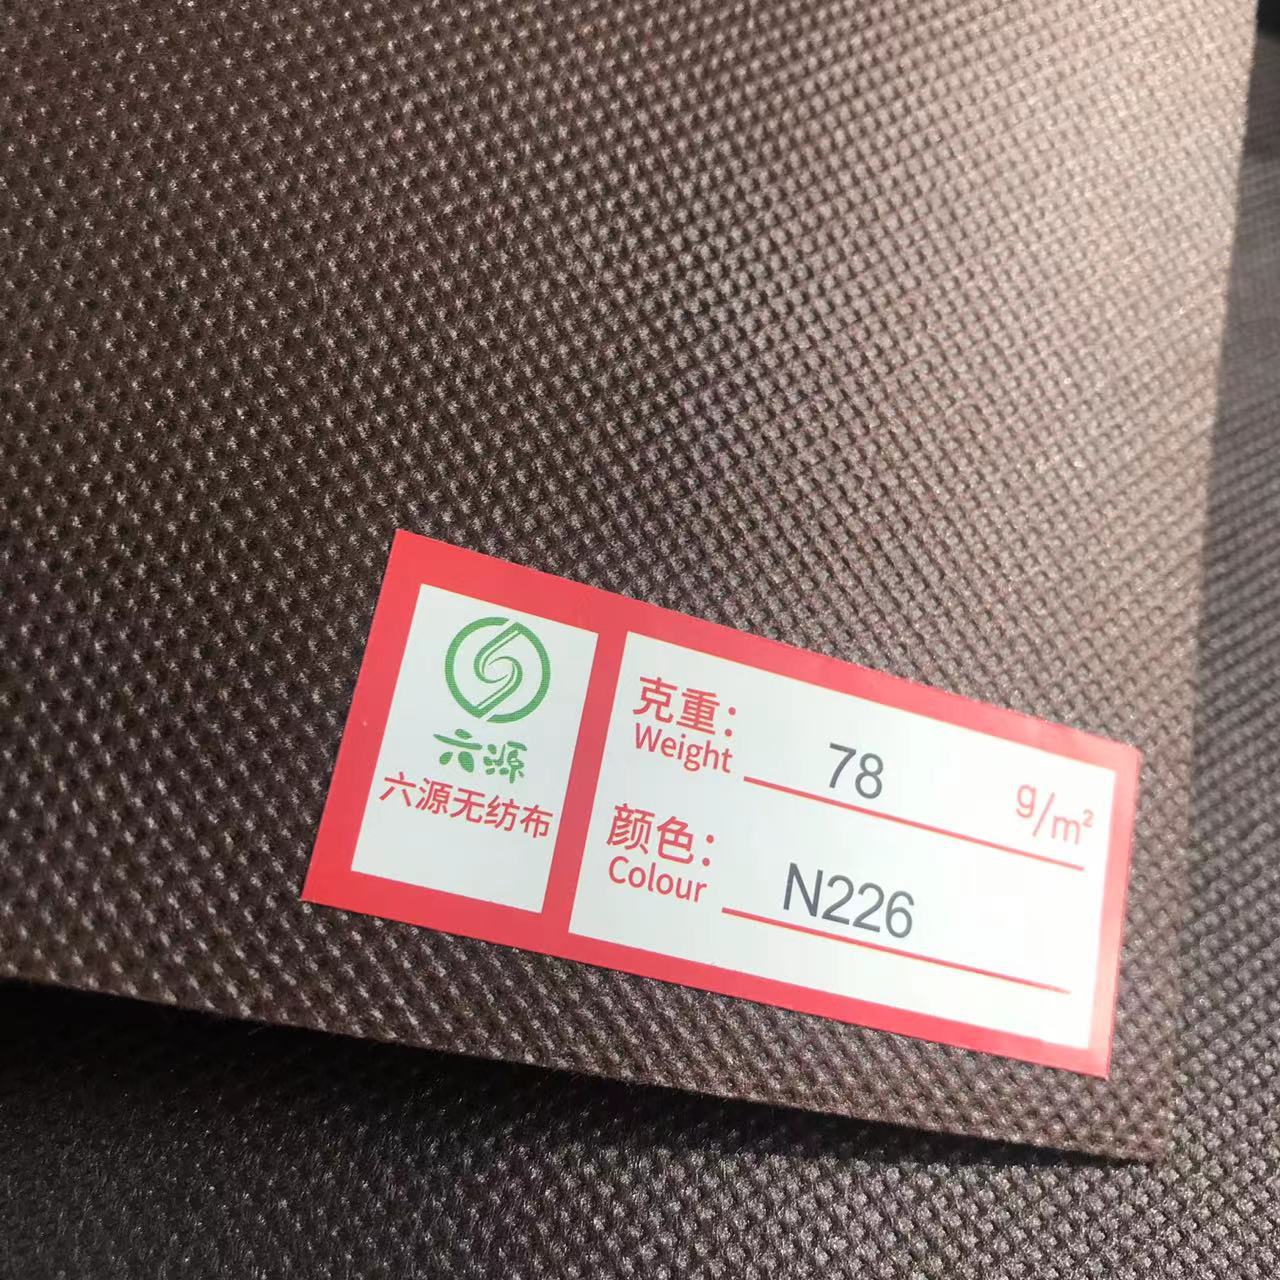 六源
六源无纺布
克重：
Weight 78 g/m²
颜色：
Colour N226